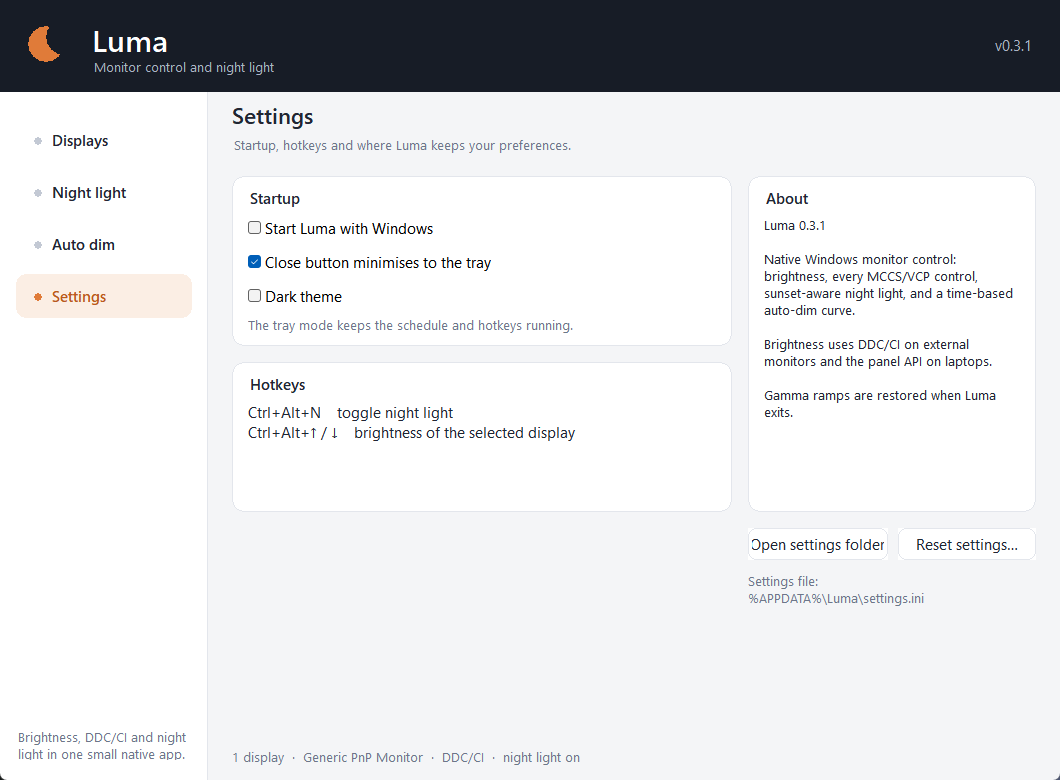 Luma
Monitor control and night light
v0.3.1
Displays
Night light
Auto dim
Settings
Brightness, DDC/CI and night
light in one small native app.
Settings
Startup, hotkeys and where Luma keeps your preferences.
Startup
Start Luma with Windows
Close button minimises to the tray
Dark theme
The tray mode keeps the schedule and hotkeys running.
Hotkeys
Ctrl+Alt+N toggle night light
Ctrl+Alt+↑ / ↓ brightness of the selected display
About
Luma 0.3.1
Native Windows monitor control:
brightness, every MCCS/VCP control,
sunset-aware night light, and a time-based
auto-dim curve.
Brightness uses DDC/CI on external
monitors and the panel API on laptops.
Gamma ramps are restored when Luma
exits.
Open settings folder
Reset settings...
Settings file:
%APPDATA%\Luma\settings.ini
1 display · Generic PnP Monitor · DDC/CI · night light on